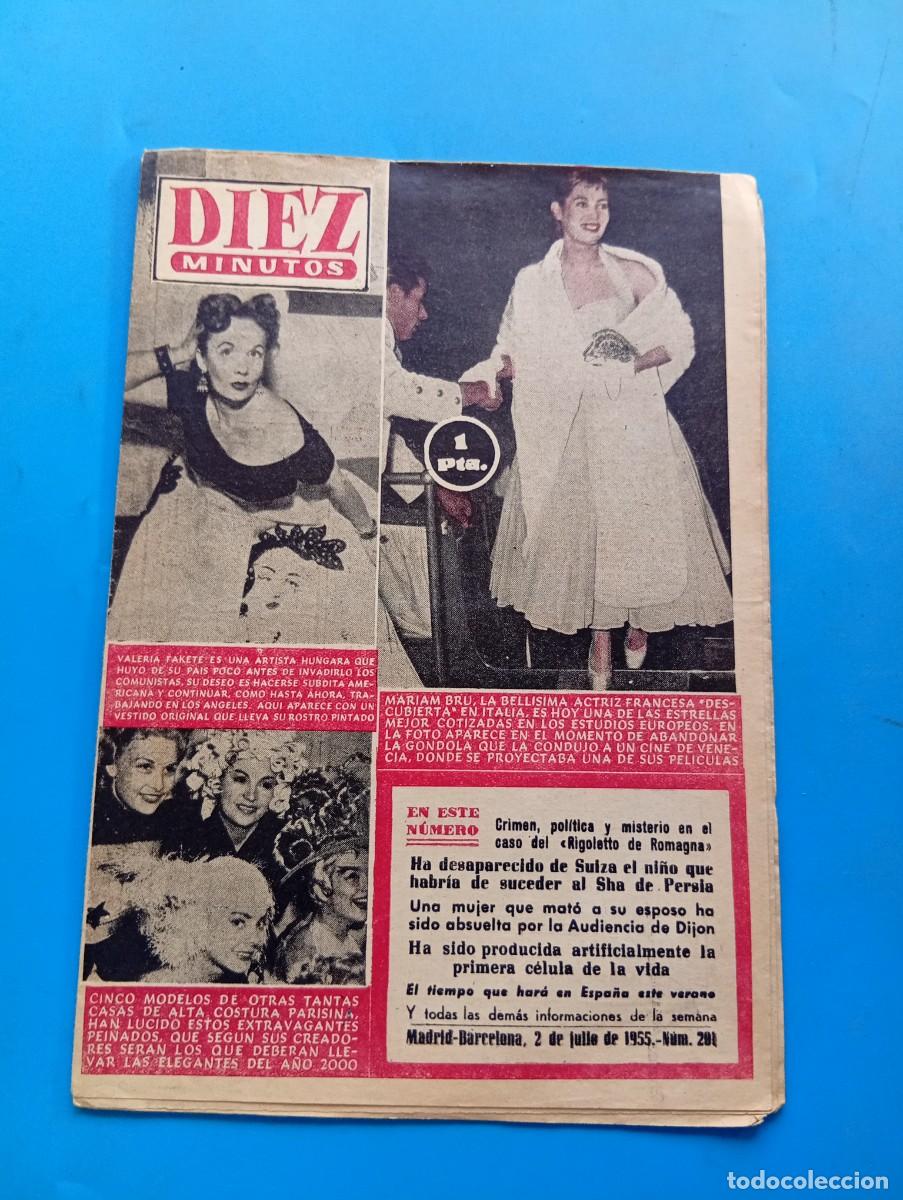 DIEZ
MINUTOS
1
Pta.
VALERIA FAKETE ES UNA ARTISTA HUNGARA QUE
HUYO DE SU PAIS POCO ANTES DE INVADIRLO LOS
COMUNISTAS. SU DESEO ES HACERSE SUBDITA AME-
RICANA Y CONTINUAR, COMO HASTA AHORA, TRA-
BAJANDO EN LOS ANGELES. AQUI APARECE CON UN
VESTIDO ORIGINAL QUE LLEVA SU ROSTRO PINTADO
MARIAM BRU, LA BELLISIMA ACTRIZ FRANCESA "DES-
CUBIERTA" EN ITALIA, ES HOY UNA DE LAS ESTRELLAS
MEJOR COTIZADAS EN LOS ESTUDIOS EUROPEOS. EN
LA FOTO APARECE EN EL MOMENTO DE ABANDONAR
LA GONDOLA QUE LA CONDUJO A UN CINE DE VENE-
CIA, DONDE SE PROYECTABA UNA DE SUS PELICULAS
CINCO MODELOS DE OTRAS TANTAS
CASAS DE ALTA COSTURA PARISINA,
HAN LUCIDO ESTOS EXTRAVAGANTES
PEINADOS, QUE SEGUN SUS CREADO-
RES SERAN LOS QUE DEBERAN LLE-
VAR LAS ELEGANTES DEL AÑO 2000
EN ESTE
NÚMERO
Crimen, política y misterio en el
caso del «Rigoletto de Romagna»
Ha desaparecido de Suiza el niño que
habría de suceder al Sha de Persia
Una mujer que mató a su esposo ha
sido absuelta por la Audiencia de Dijon
Ha sido producida artificialmente la
primera célula de la vida
El tiempo que hará en España este verano
Y todas las demás informaciones de la semana
Madrid-Barcelona, 2 de julio de 1955.-Núm. 201
todocoleccion